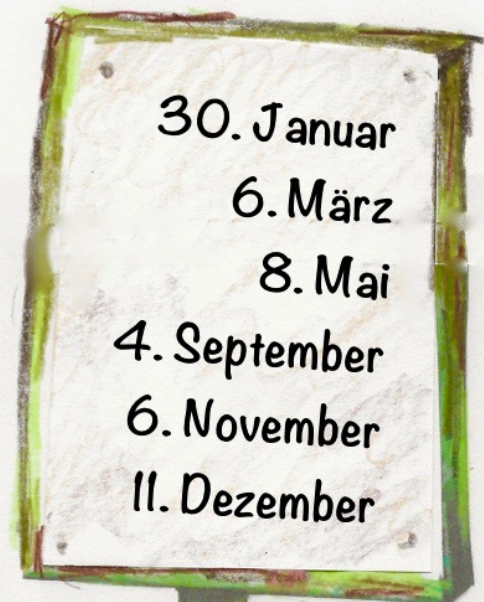 30. Januar
6. März
8. Mai
4. September
6. November
11. Dezember